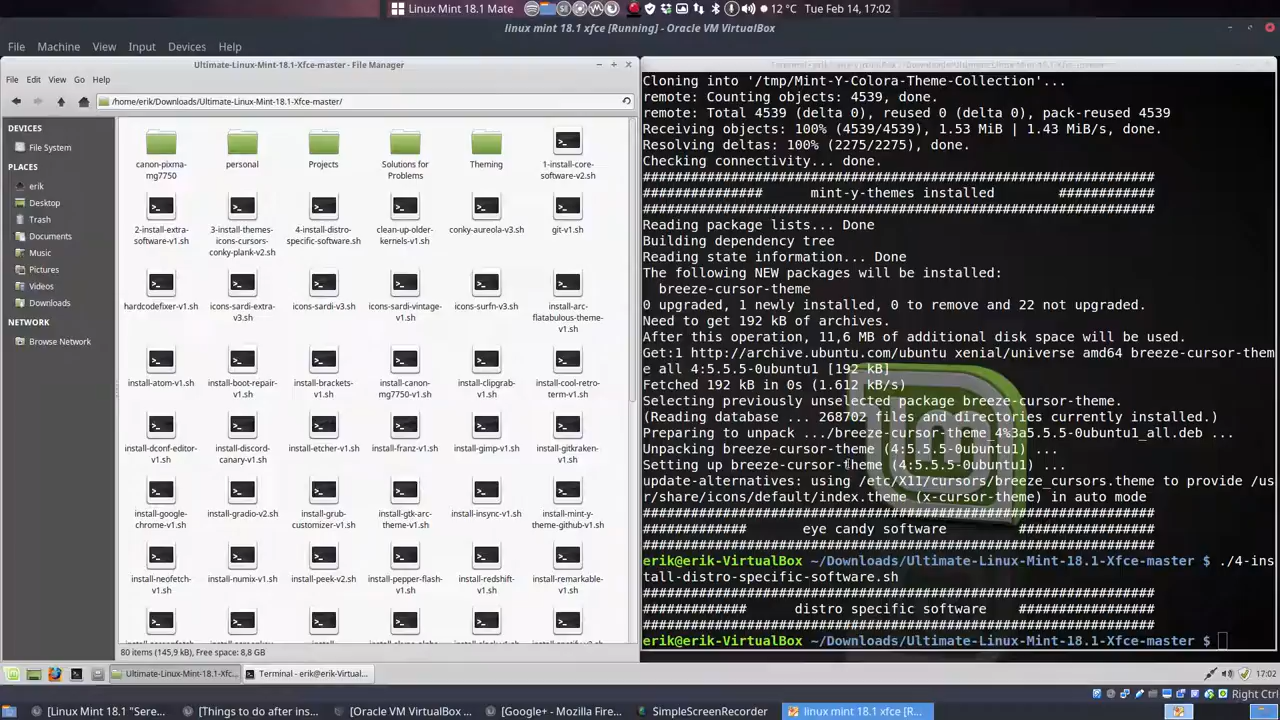 Linux Mint 18.1 Mate
12 °C
Tue Feb 14, 17:02
linux mint 18.1 xfce [Running] - Oracle VM VirtualBox
File Machine View Input Devices Help
Ultimate-Linux-Mint-18.1-Xfce-master - File Manager
File Edit View Go Help
/home/erik/Downloads/Ultimate-Linux-Mint-18.1-Xfce-master/
DEVICES
File System
PLACES
erik
Desktop
Trash
Documents
Music
Pictures
Videos
Downloads
NETWORK
Browse Network
canon-pixma-mg7750
personal
Projects
Solutions for Problems
Theming
1-install-core-software-v2.sh
2-install-extra-software-v1.sh
3-install-themes-icons-cursors-conky-plank-v2.sh
4-install-distro-specific-software.sh
clean-up-older-kernels-v1.sh
conky-aureola-v3.sh
git-v1.sh
hardcodefixer-v1.sh
icons-sardi-extra-v3.sh
icons-sardi-v3.sh
icons-sardi-vintage-v1.sh
icons-surfn-v3.sh
install-arc-flatabulous-theme-v1.sh
install-atom-v1.sh
install-boot-repair-v1.sh
install-brackets-v1.sh
install-canon-mg7750-v1.sh
install-clipgrab-v1.sh
install-cool-retro-term-v1.sh
install-dconf-editor-v1.sh
install-discord-canary-v1.sh
install-etcher-v1.sh
install-franz-v1.sh
install-gimp-v1.sh
install-gitkraken-v1.sh
install-google-chrome-v1.sh
install-gradio-v2.sh
install-grub-customizer-v1.sh
install-gtk-arc-theme-v1.sh
install-insync-v1.sh
install-mint-y-theme-github-v1.sh
install-neofetch-v1.sh
install-numix-v1.sh
install-peek-v2.sh
install-pepper-flash-v1.sh
install-redshift-v1.sh
install-remarkable-v1.sh
80 items (145,9 kB), Free space: 8,8 GB
Cloning into '/tmp/Mint-Y-Colora-Theme-Collection'...
remote: Counting objects: 4539, done.
remote: Total 4539 (delta 0), reused 0 (delta 0), pack-reused 4539
Receiving objects: 100% (4539/4539), 1.53 MiB | 1.43 MiB/s, done.
Resolving deltas: 100% (2275/2275), done.
Checking connectivity... done.
################################################################
############### mint-y-themes installed ############
################################################################
Reading package lists... Done
Building dependency tree
Reading state information... Done
The following NEW packages will be installed:
breeze-cursor-theme
0 upgraded, 1 newly installed, 0 to remove and 22 not upgraded.
Need to get 192 kB of archives.
After this operation, 11,6 MB of additional disk space will be used.
Get:1 http://archive.ubuntu.com/ubuntu xenial/universe amd64 breeze-cursor-them
e all 4:5.5.5-0ubuntu1 [192 kB]
Fetched 192 kB in 0s (1.612 kB/s)
Selecting previously unselected package breeze-cursor-theme.
(Reading database ... 268702 files and directories currently installed.)
Preparing to unpack .../breeze-cursor-theme_4%3a5.5.5-0ubuntu1_all.deb ...
Unpacking breeze-cursor-theme (4:5.5.5-0ubuntu1) ...
Setting up breeze-cursor-theme (4:5.5.5-0ubuntu1) ...
update-alternatives: using /etc/X11/cursors/breeze_cursors.theme to provide /us
r/share/icons/default/index.theme (x-cursor-theme) in auto mode
################################################################
############# eye candy software #################
################################################################
erik@erik-VirtualBox ~/Downloads/Ultimate-Linux-Mint-18.1-Xfce-master $ ./4-ins
tall-distro-specific-software.sh
################################################################
############# distro specific software #################
################################################################
erik@erik-VirtualBox ~/Downloads/Ultimate-Linux-Mint-18.1-Xfce-master $
Ultimate-Linux-Mint-18.1-Xfc...
Terminal - erik@erik-Virtual...
17:02
Right Ctrl
[Linux Mint 18.1 "Sere...
[Things to do after ins...
[Oracle VM VirtualBox ...
[Google+ - Mozilla Fire...
SimpleScreenRecorder
linux mint 18.1 xfce [R...